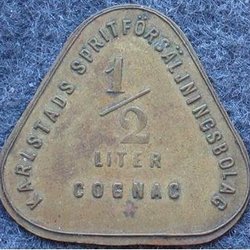 KARLSTADS SPRITFÖRSÄLJNINGSBOLAG
1/2
LITER
COGNAC